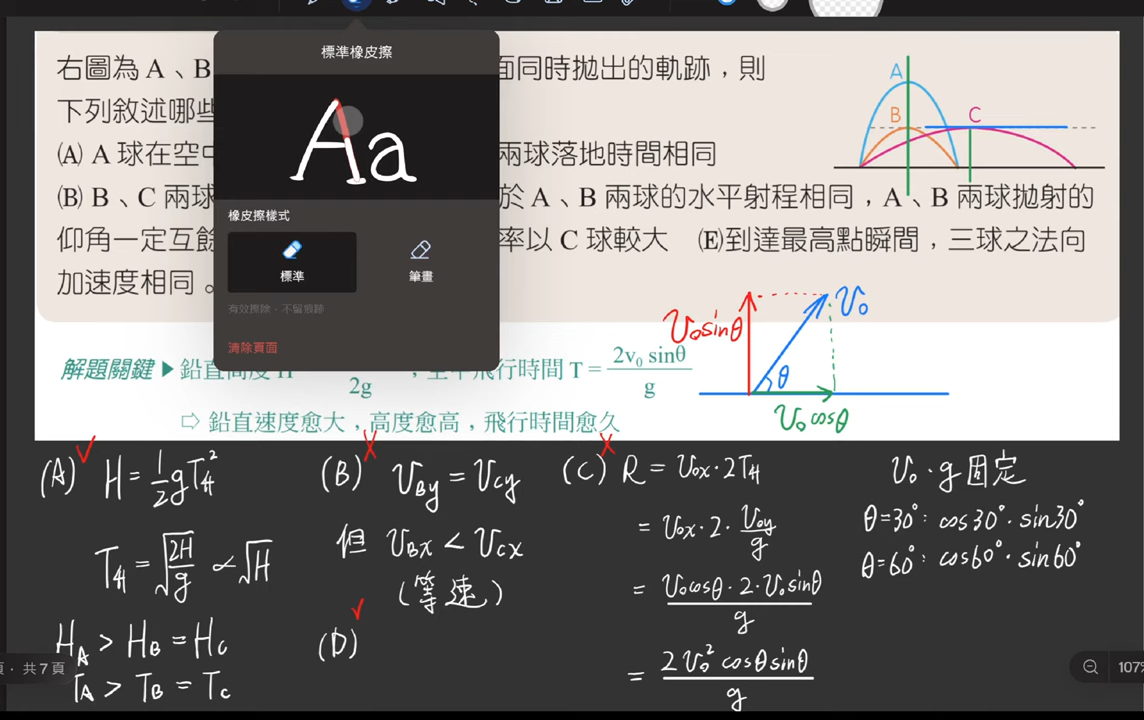 標準橡皮擦
Aa
橡皮擦樣式
標準
筆畫
有效擦除,不留痕跡
清除頁面
右圖為 A、B 面同時拋出的軌跡,則
下列敘述哪些
(A) A 球在空中 兩球落地時間相同
(B) B、C 兩球 於 A、B 兩球的水平射程相同,A、B 兩球拋射的
仰角一定互餘 率以 C 球較大 (E)到達最高點瞬間,三球之法向
加速度相同。
A
B
C
解題關鍵▶鉛直高度 H 2g , 全程飛行時間 T = 2v₀ sinθ / g
⇨ 鉛直速度愈大,高度愈高,飛行時間愈久
V₀sinθ
V₀
θ
V₀cosθ
(A) H = 1/2 gT_H²
T_H = √(2H/g) ∝ √H
H_A > H_B = H_C
T_A > T_B = T_C
(B) V_By = V_Cy
但 V_Bx < V_Cx
(等速)
(D)
(C) R = V₀x · 2T_H
= V₀x · 2 · V₀y / g
= V₀cosθ · 2 · V₀sinθ / g
= 2V₀² cosθ sinθ / g
V₀ · g 固定
θ=30°: cos30° · sin30°
θ=60°: cos60° · sin60°
頁 · 共 7 頁
107%